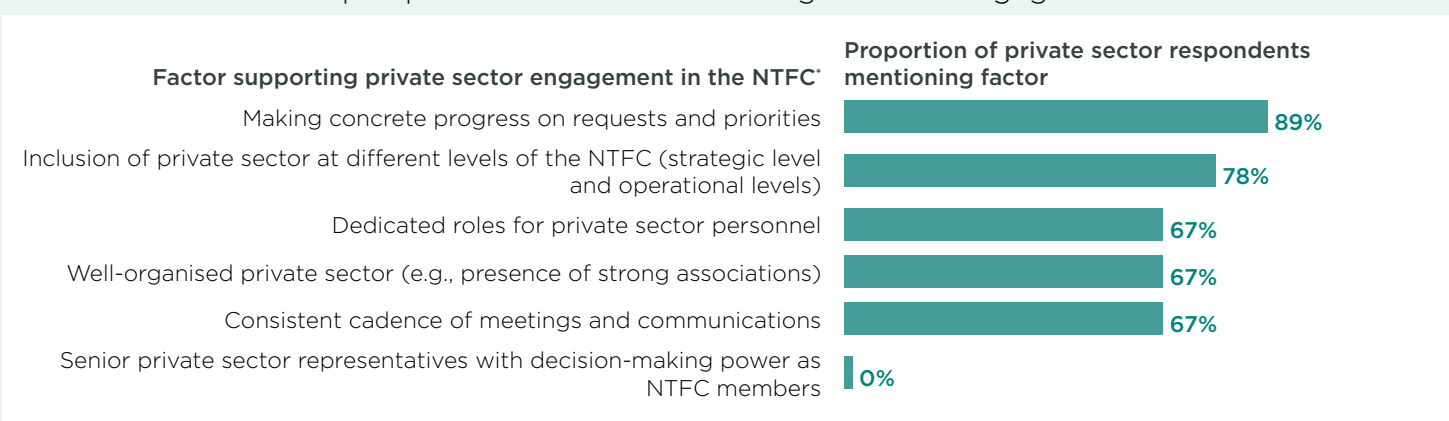 Factor supporting private sector engagement in the NTFC*
Proportion of private sector respondents
mentioning factor
Making concrete progress on requests and priorities
89%
Inclusion of private sector at different levels of the NTFC (strategic level
and operational levels)
78%
Dedicated roles for private sector personnel
67%
Well-organised private sector (e.g., presence of strong associations)
67%
Consistent cadence of meetings and communications
67%
Senior private sector representatives with decision-making power as
NTFC members
0%